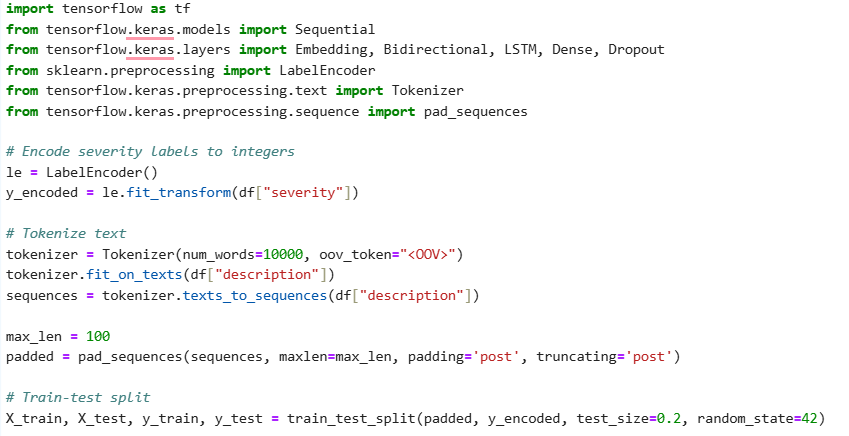 import tensorflow as tf
from tensorflow.keras.models import Sequential
from tensorflow.keras.layers import Embedding, Bidirectional, LSTM, Dense, Dropout
from sklearn.preprocessing import LabelEncoder
from tensorflow.keras.preprocessing.text import Tokenizer
from tensorflow.keras.preprocessing.sequence import pad_sequences
# Encode severity labels to integers
le = LabelEncoder()
y_encoded = le.fit_transform(df["severity"])
# Tokenize text
tokenizer = Tokenizer(num_words=10000, oov_token="<OOV>")
tokenizer.fit_on_texts(df["description"])
sequences = tokenizer.texts_to_sequences(df["description"])
max_len = 100
padded = pad_sequences(sequences, maxlen=max_len, padding='post', truncating='post')
# Train-test split
X_train, X_test, y_train, y_test = train_test_split(padded, y_encoded, test_size=0.2, random_state=42)